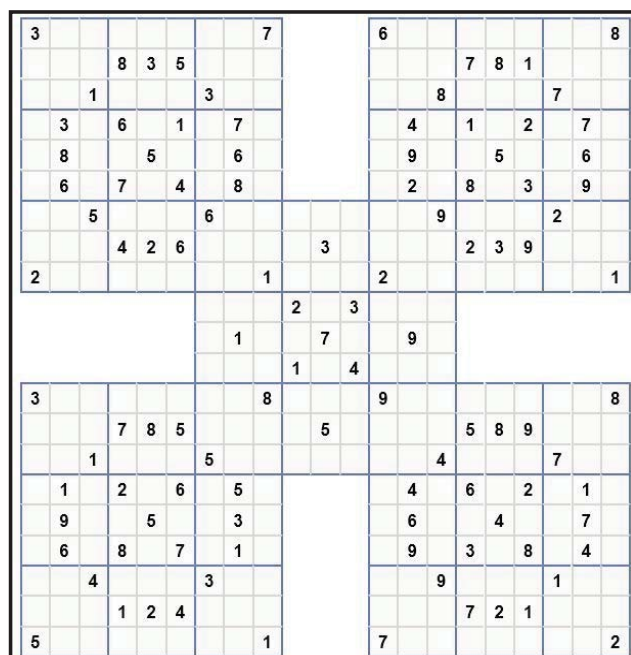 3 7 6 8
8 3 5 7 8 1
1 3 8 7
3 6 1 7 4 1 2 7
8 5 6 9 5 6
6 7 4 8 2 8 3 9
5 6 9 2
4 2 6 3 2 3 9
2 1 2 1
2 3
1 7 9
1 4
3 8 9 8
7 8 5 5 5 8 9
1 5 4 7
1 2 6 5 4 6 2 1
9 5 3 6 4 7
6 8 7 1 9 3 8 4
4 3 9 1
1 2 4 7 2 1
5 1 7 2